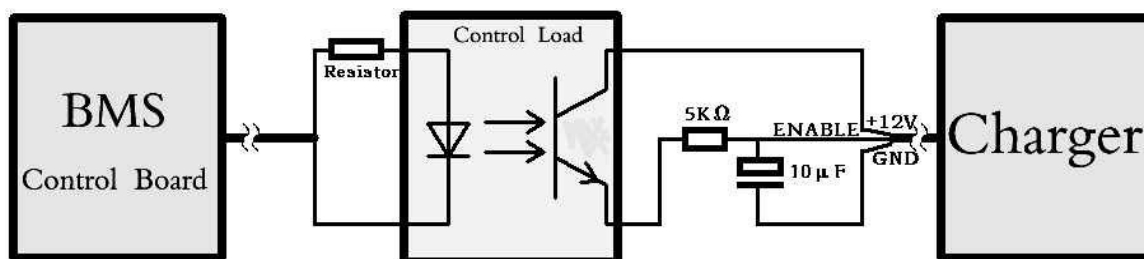 BMS
Control Board
Resistor
Control Load
5KΩ
ENABLE
+12V
GND
10μF
Charger